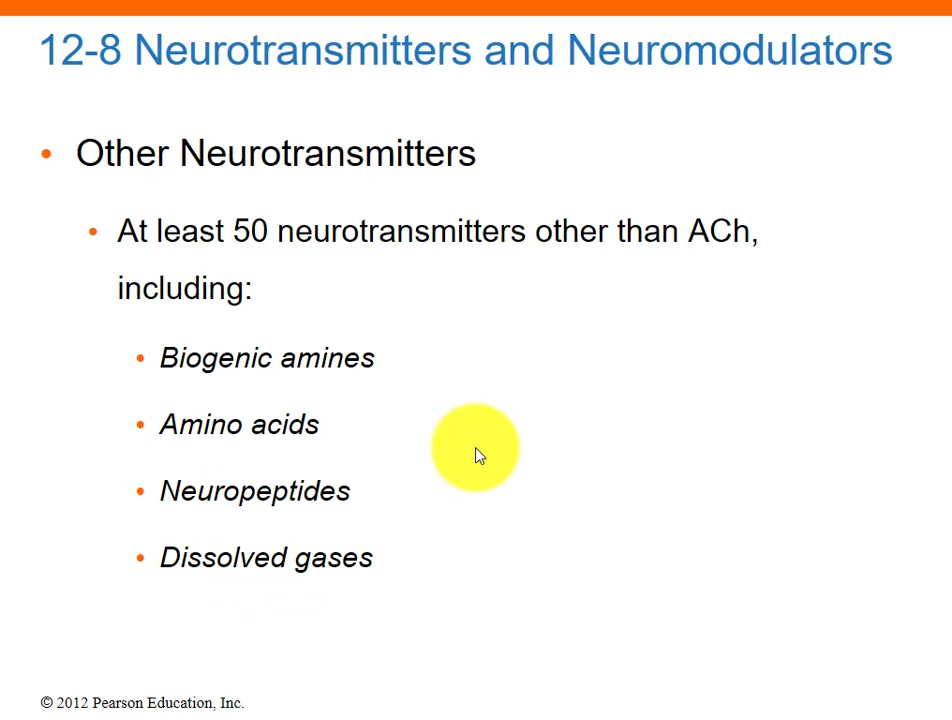 12-8 Neurotransmitters and Neuromodulators
• Other Neurotransmitters
• At least 50 neurotransmitters other than ACh,
including:
• Biogenic amines
• Amino acids
• Neuropeptides
• Dissolved gases
© 2012 Pearson Education, Inc.